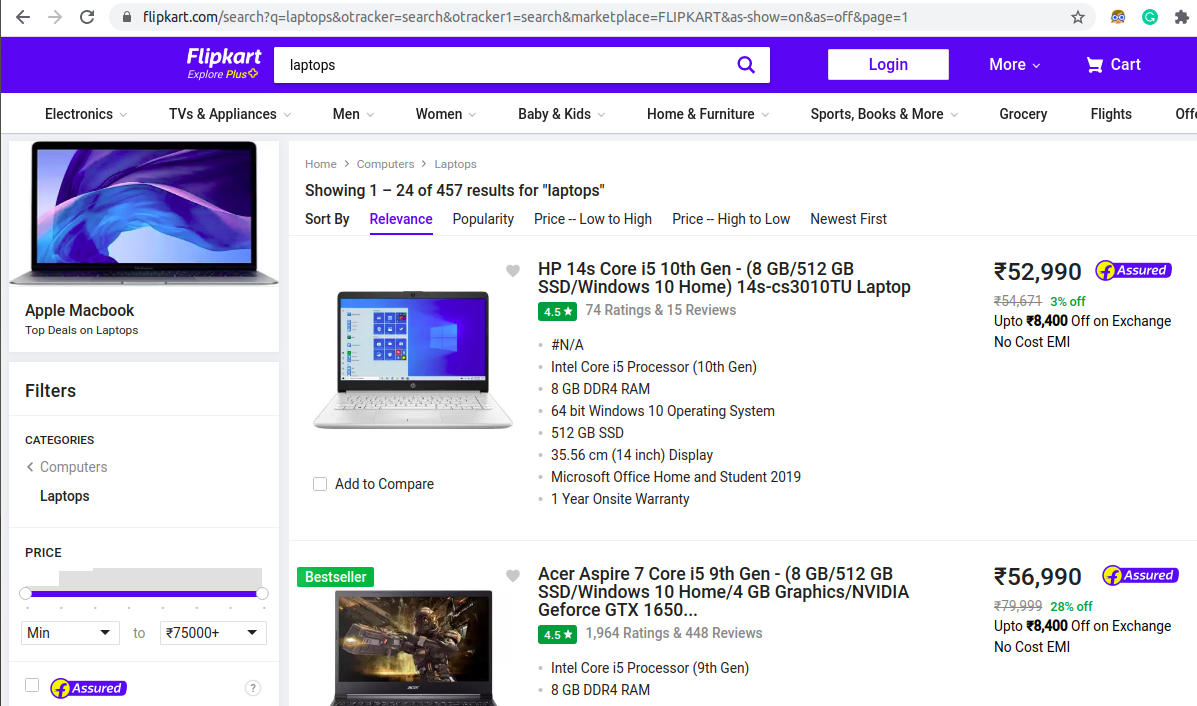 flipkart.com/search?q=laptops&otracker=search&otracker1=search&marketplace=FLIPKART&as-show=on&as=off&page=1
Flipkart
Explore Plus
laptops
Login
More
Cart
Electronics
TVs & Appliances
Men
Women
Baby & Kids
Home & Furniture
Sports, Books & More
Grocery
Flights
Offe
Apple Macbook
Top Deals on Laptops
Filters
CATEGORIES
Computers
Laptops
PRICE
Min
to
₹75000+
f Assured
?
Home > Computers > Laptops
Showing 1 – 24 of 457 results for "laptops"
Sort By Relevance Popularity Price -- Low to High Price -- High to Low Newest First
HP 14s Core i5 10th Gen - (8 GB/512 GB
SSD/Windows 10 Home) 14s-cs3010TU Laptop
4.5 ★ 74 Ratings & 15 Reviews
#N/A
Intel Core i5 Processor (10th Gen)
8 GB DDR4 RAM
64 bit Windows 10 Operating System
512 GB SSD
35.56 cm (14 inch) Display
Microsoft Office Home and Student 2019
1 Year Onsite Warranty
Add to Compare
₹52,990
f Assured
₹54,671 3% off
Upto ₹8,400 Off on Exchange
No Cost EMI
Bestseller
acer
Acer Aspire 7 Core i5 9th Gen - (8 GB/512 GB
SSD/Windows 10 Home/4 GB Graphics/NVIDIA
Geforce GTX 1650...
4.5 ★ 1,964 Ratings & 448 Reviews
Intel Core i5 Processor (9th Gen)
8 GB DDR4 RAM
₹56,990
f Assured
₹79,999 28% off
Upto ₹8,400 Off on Exchange
No Cost EMI